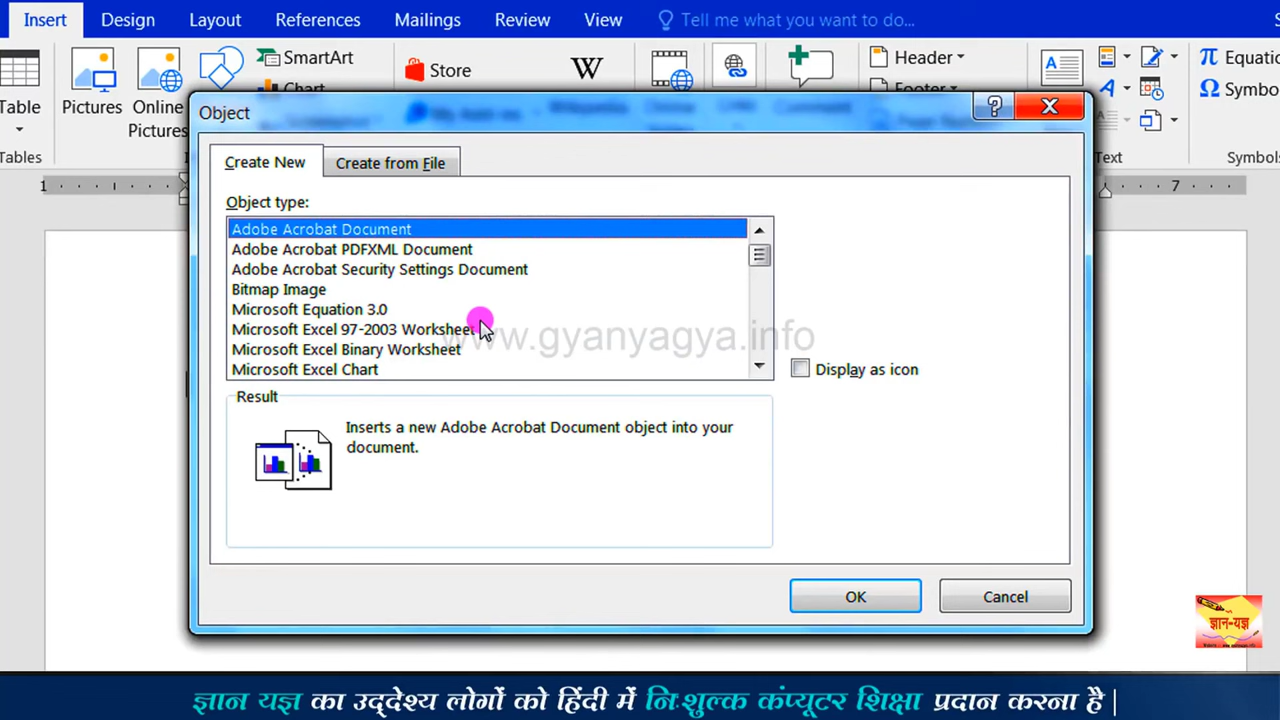 Insert Design Layout References Mailings Review View Tell me what you want to do...
SmartArt Store W Header Equatio
Table Pictures Online Pictures Chart Footer Symbo
Tables Text Symbols
Object
Create New Create from File
1 7
Object type:
Adobe Acrobat Document
Adobe Acrobat PDFXML Document
Adobe Acrobat Security Settings Document
Bitmap Image
Microsoft Equation 3.0
Microsoft Excel 97-2003 Worksheet
www.gyanyagya.info
Microsoft Excel Binary Worksheet
Microsoft Excel Chart
Display as icon
Result
Inserts a new Adobe Acrobat Document object into your
document.
OK Cancel
ज्ञान-यज्ञ
ज्ञान यज्ञ का उद्देश्य लोगों को हिंदी में निःशुल्क कंप्यूटर शिक्षा प्रदान करना है |